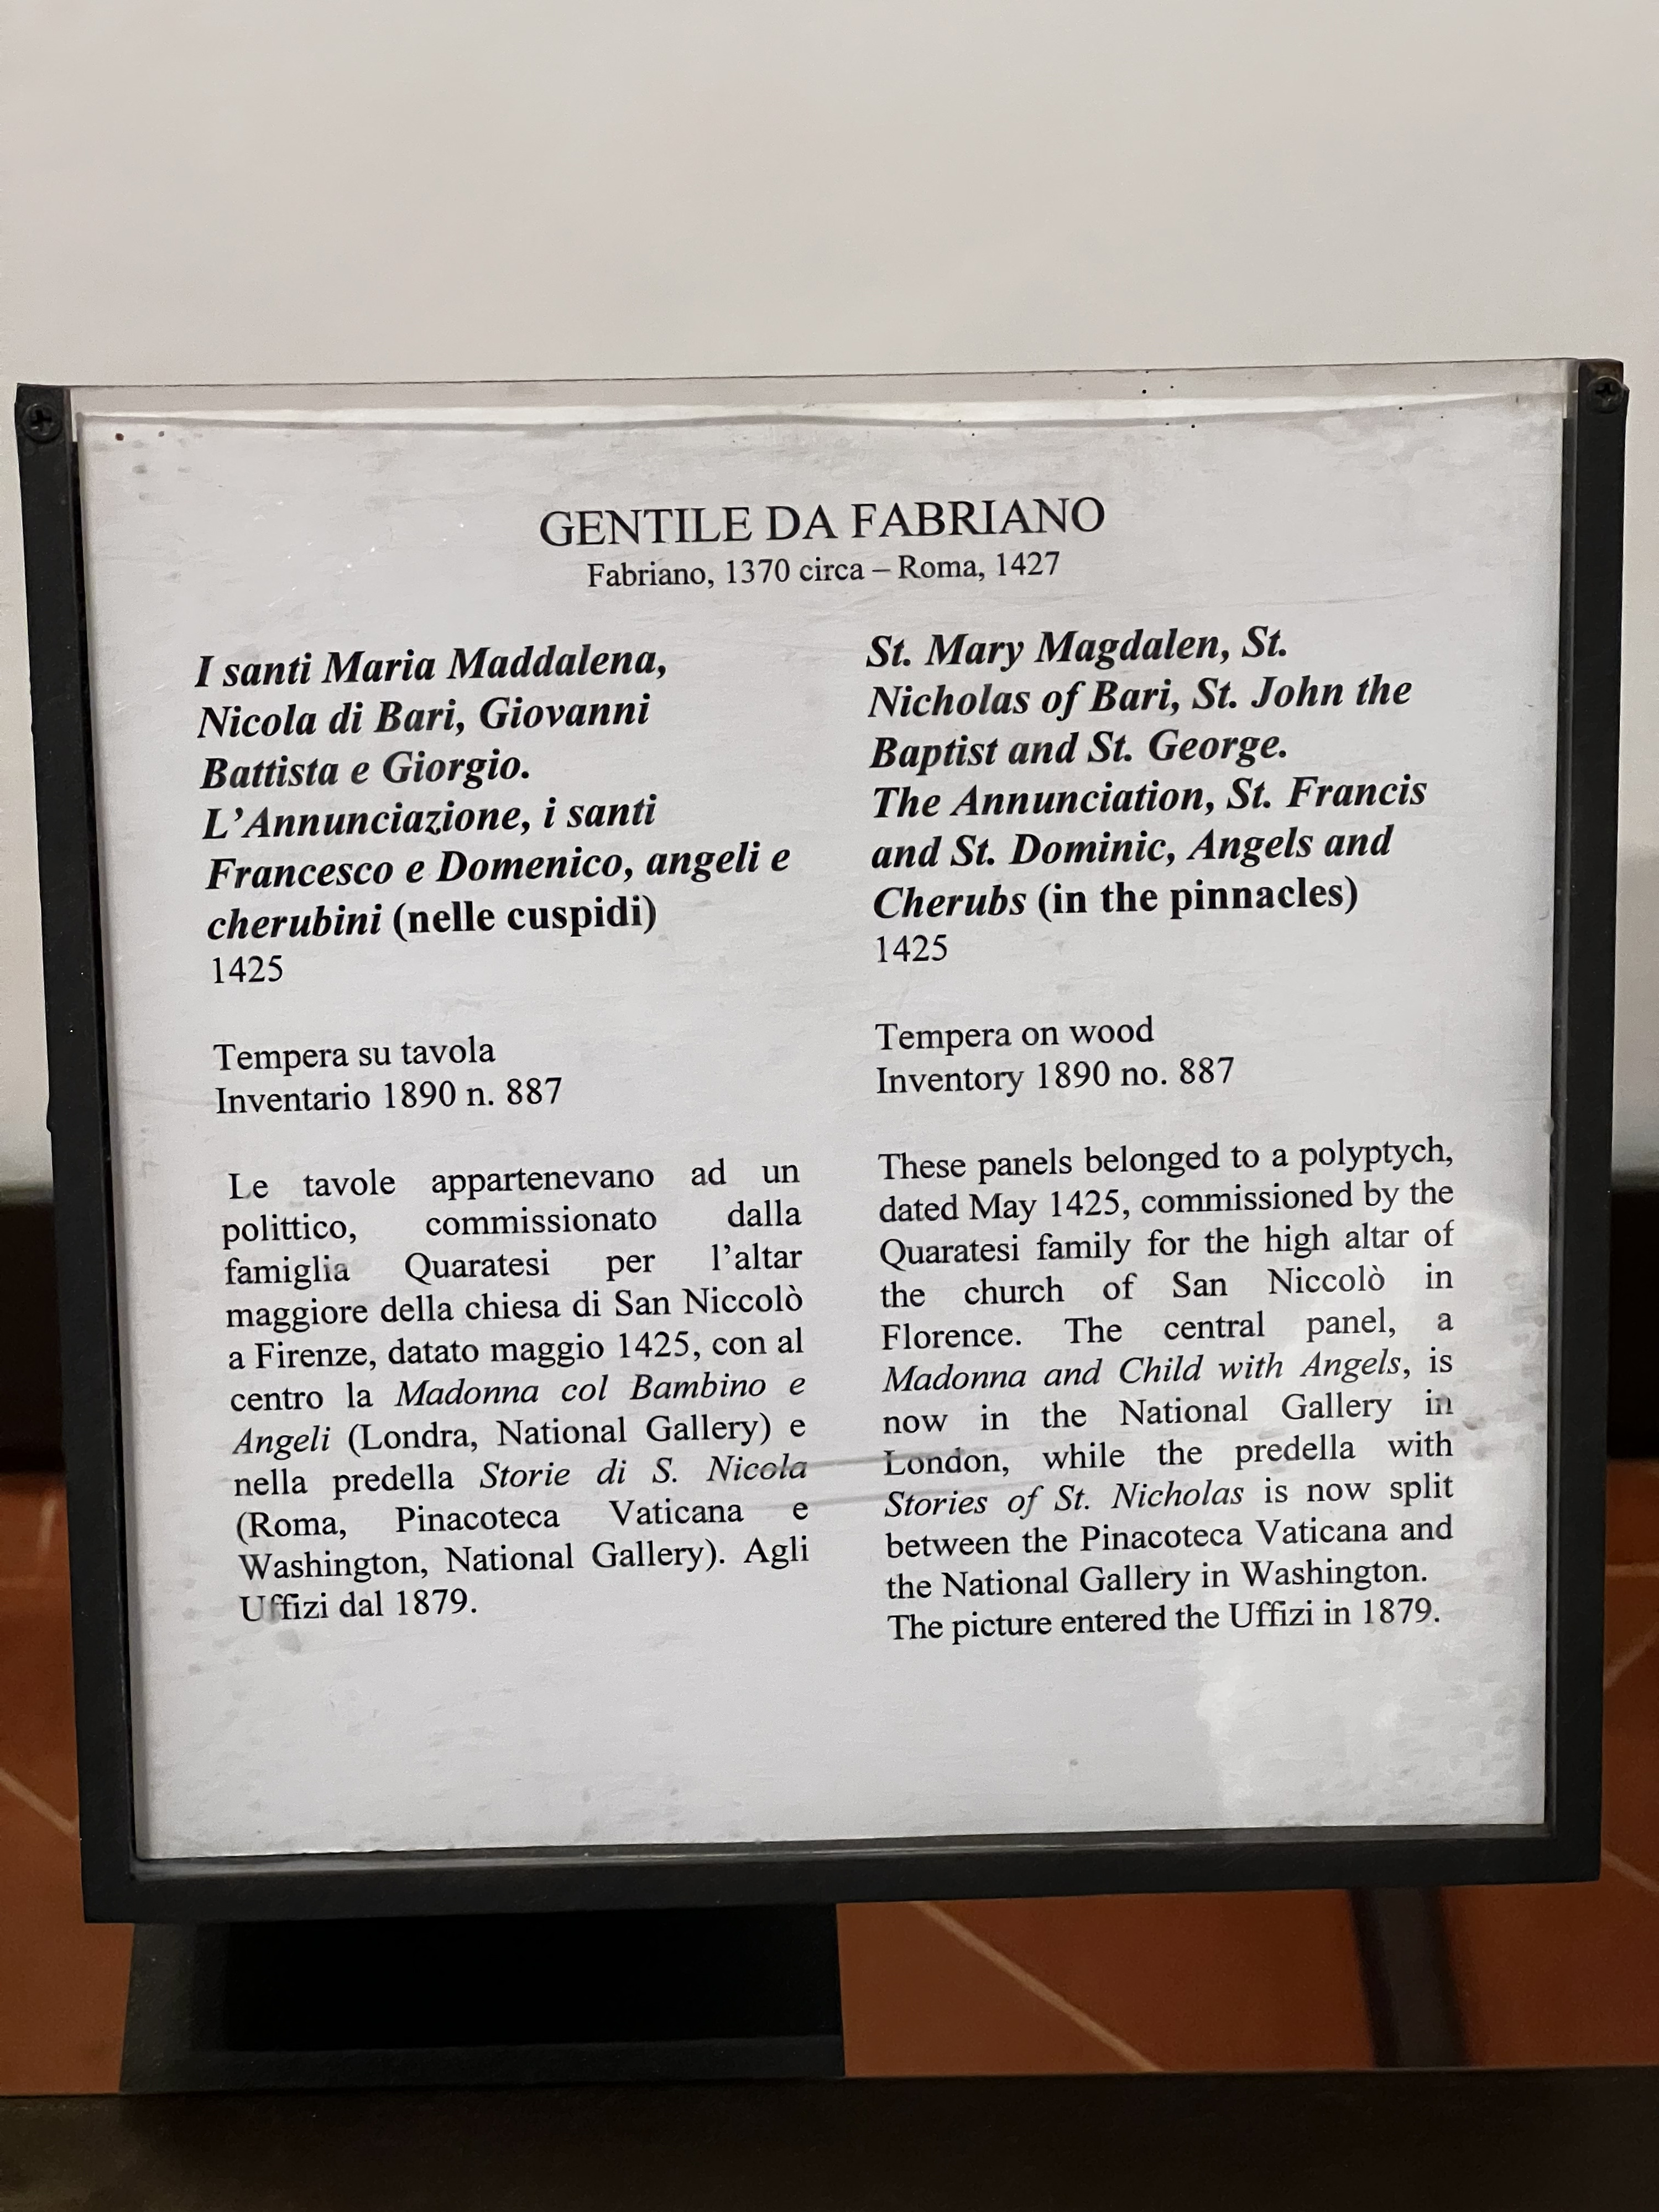 GENTILE DA FABRIANO
Fabriano, 1370 circa – Roma, 1427
I santi Maria Maddalena,
Nicola di Bari, Giovanni
Battista e Giorgio.
L'Annunciazione, i santi
Francesco e Domenico, angeli e
cherubini (nelle cuspidi)
1425
Tempera su tavola
Inventario 1890 n. 887
Le tavole appartenevano ad un
polittico, commissionato dalla
famiglia Quaratesi per l'altar
maggiore della chiesa di San Niccolò
a Firenze, datato maggio 1425, con al
centro la Madonna col Bambino e
Angeli (Londra, National Gallery) e
nella predella Storie di S. Nicola
(Roma, Pinacoteca Vaticana e
Washington, National Gallery). Agli
Uffizi dal 1879.
St. Mary Magdalen, St.
Nicholas of Bari, St. John the
Baptist and St. George.
The Annunciation, St. Francis
and St. Dominic, Angels and
Cherubs (in the pinnacles)
1425
Tempera on wood
Inventory 1890 no. 887
These panels belonged to a polyptych,
dated May 1425, commissioned by the
Quaratesi family for the high altar of
the church of San Niccolò in
Florence. The central panel, a
Madonna and Child with Angels, is
now in the National Gallery in
London, while the predella with
Stories of St. Nicholas is now split
between the Pinacoteca Vaticana and
the National Gallery in Washington.
The picture entered the Uffizi in 1879.